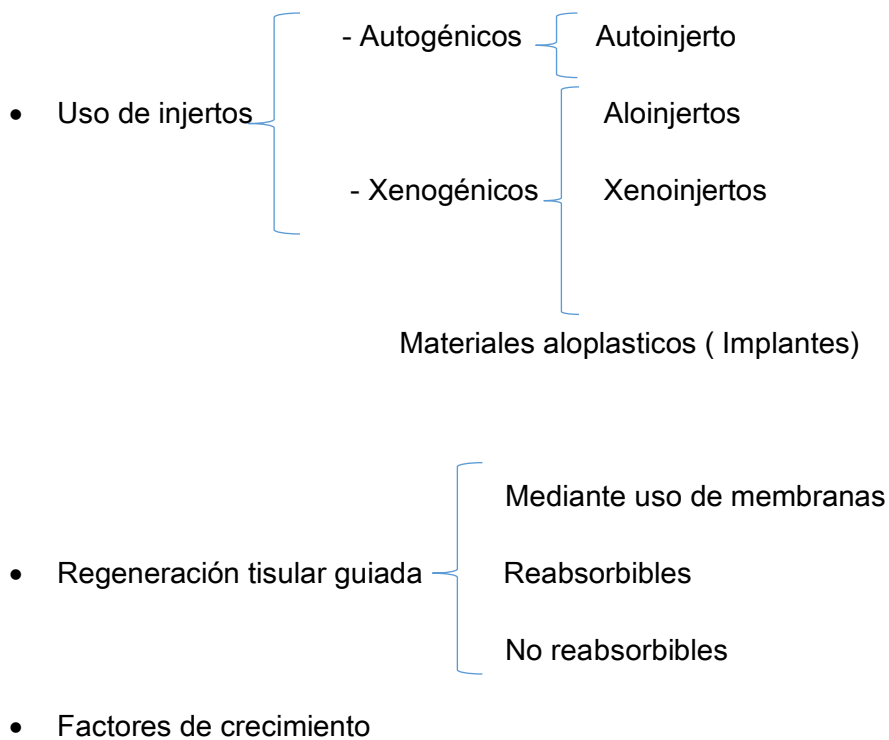 - Autogénicos Autoinjerto
• Uso de injertos Aloinjertos
- Xenogénicos Xenoinjertos
Materiales aloplasticos ( Implantes)
Mediante uso de membranas
• Regeneración tisular guiada Reabsorbibles
No reabsorbibles
• Factores de crecimiento